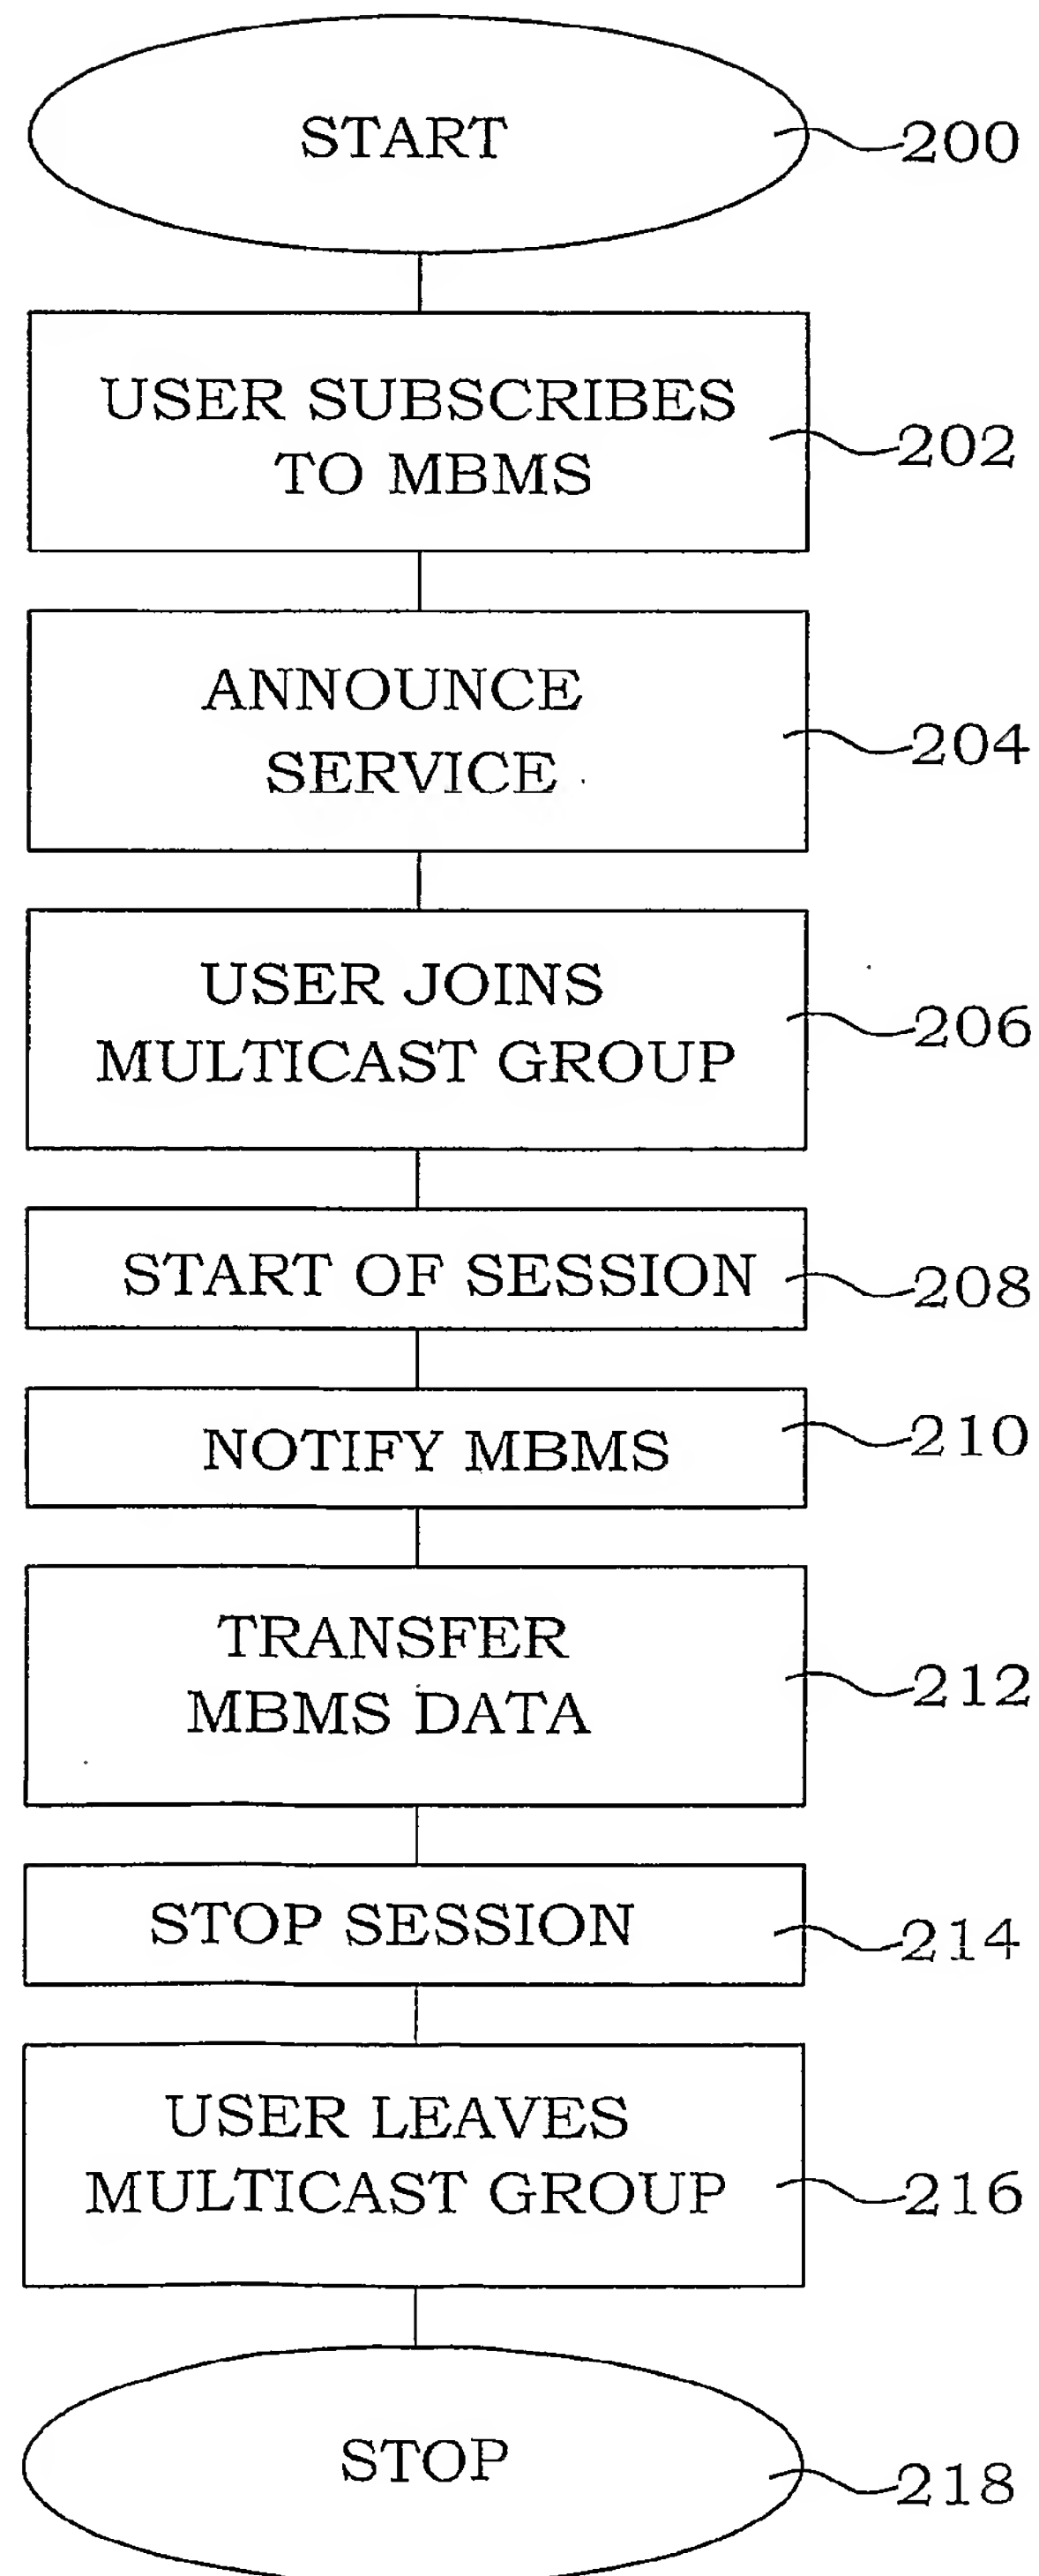 START
200
USER SUBSCRIBES
TO MBMS
202
ANNOUNCE
SERVICE
204
USER JOINS
MULTICAST GROUP
206
START OF SESSION
208
NOTIFY MBMS
210
TRANSFER
MBMS DATA
212
STOP SESSION
214
USER LEAVES
MULTICAST GROUP
216
STOP
218